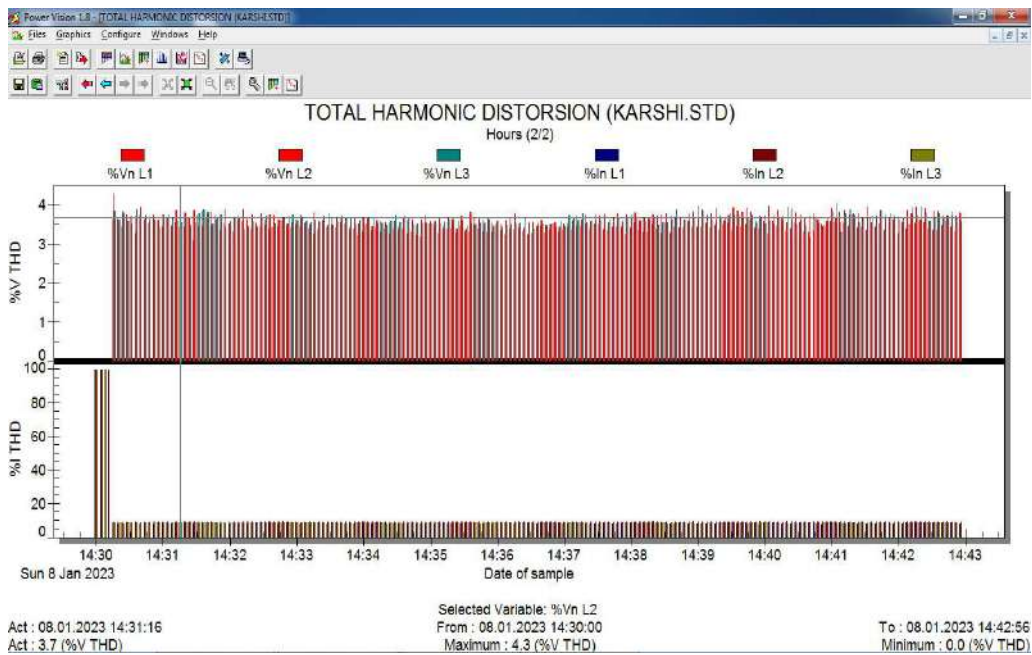 Power Vision 1.8 - [TOTAL HARMONIC DISTORSION (KARSHI.STD)]
Files Graphics Configure Windows Help
TOTAL HARMONIC DISTORSION (KARSHI.STD)
Hours (2/2)
%Vn L1 %Vn L2 %Vn L3 %In L1 %In L2 %In L3
%V THD
4
3
2
1
0
%I THD
100
80
60
40
20
0
14:30 14:31 14:32 14:33 14:34 14:35 14:36 14:37 14:38 14:39 14:40 14:41 14:42 14:43
Sun 8 Jan 2023 Date of sample
Selected Variable: %Vn L2
Act : 08.01.2023 14:31:16 From : 08.01.2023 14:30:00 To : 08.01.2023 14:42:56
Act : 3.7 (%V THD) Maximum : 4.3 (%V THD) Minimum : 0.0 (%V THD)